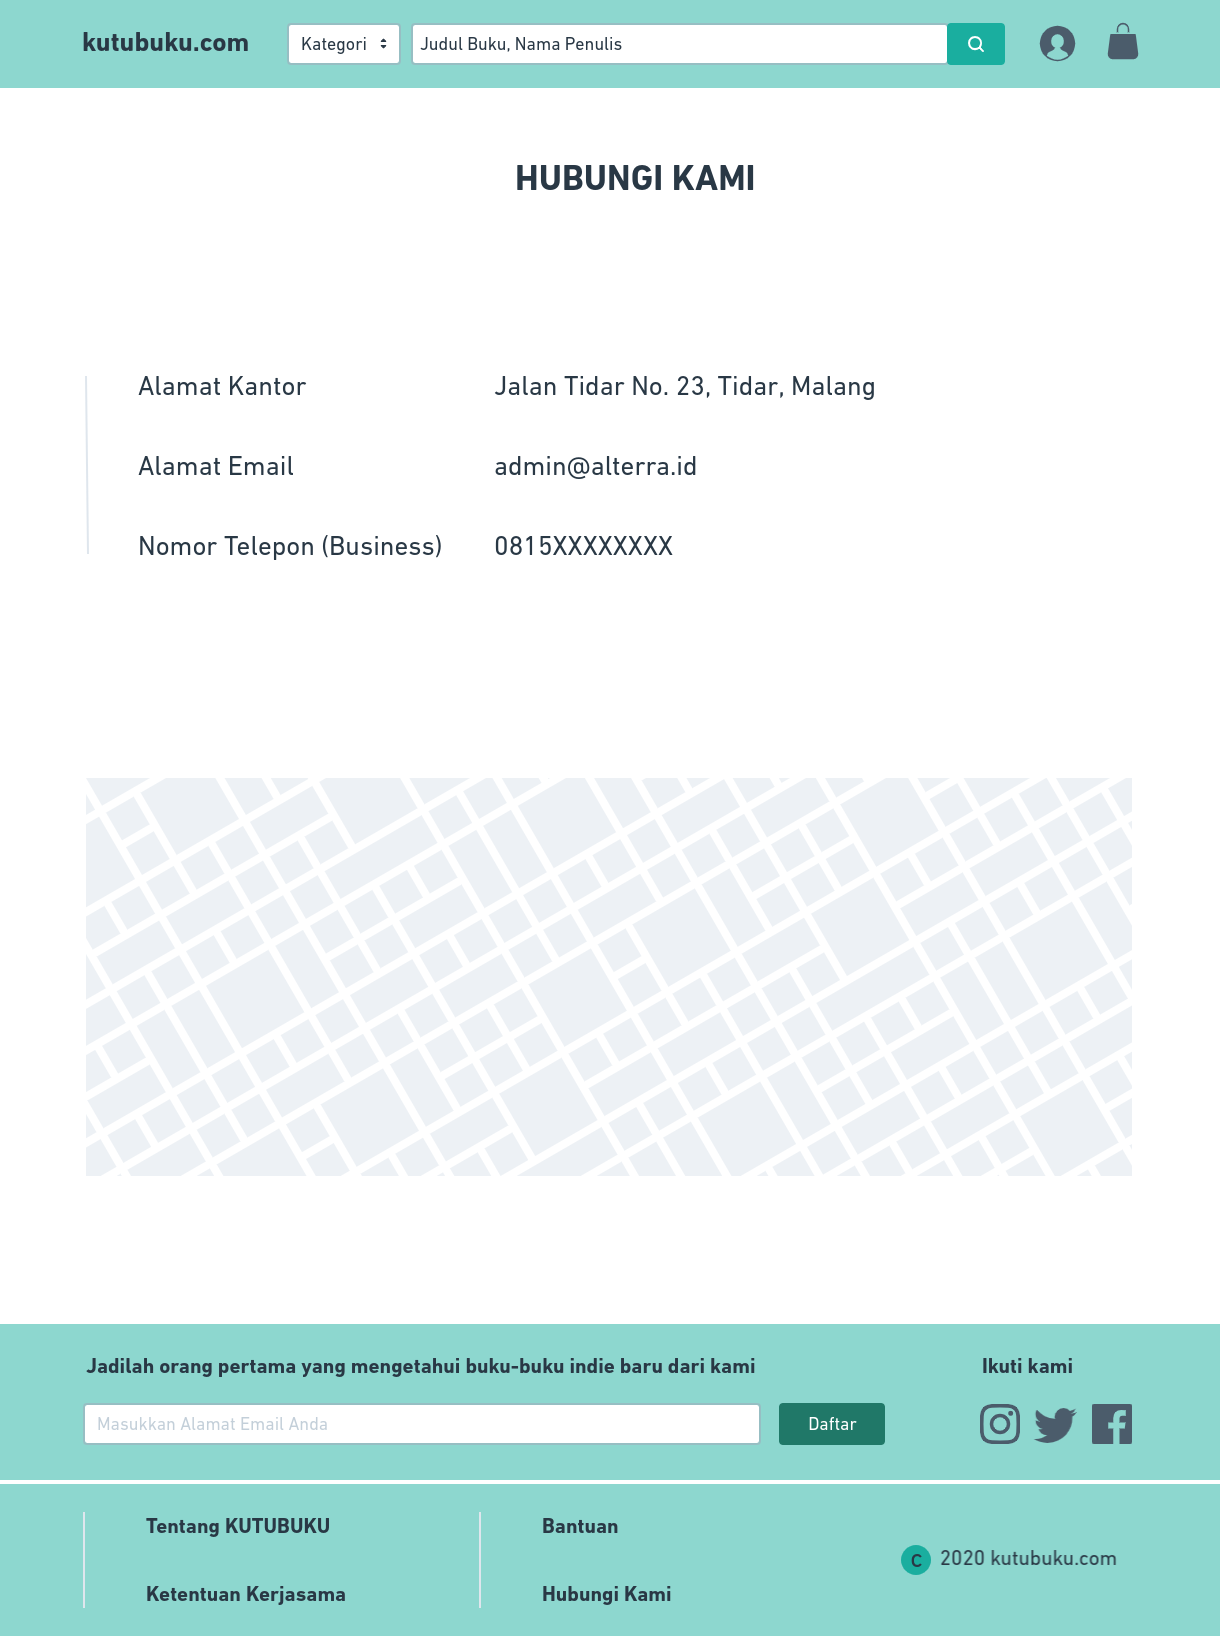 kutubuku.com
Kategori
Judul Buku, Nama Penulis
HUBUNGI KAMI
Alamat Kantor
Jalan Tidar No. 23, Tidar, Malang
Alamat Email
admin@alterra.id
Nomor Telepon (Business)
0815XXXXXXXX
Jadilah orang pertama yang mengetahui buku-buku indie baru dari kami
Ikuti kami
Masukkan Alamat Email Anda
Daftar
Tentang KUTUBUKU
Bantuan
C 2020 kutubuku.com
Ketentuan Kerjasama
Hubungi Kami